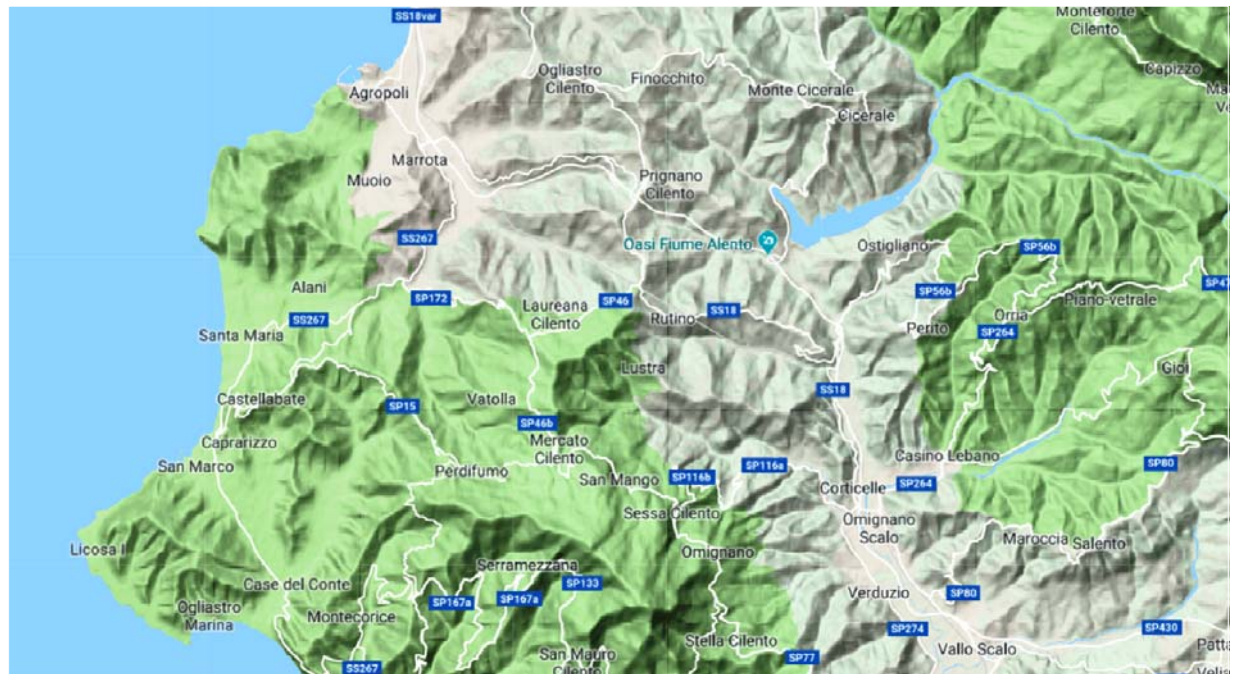 SS18var
Monteforte
Cilento
Ogliastro
Cilento
Finocchito
Capizzo
Agropoli
Monte Cicerale
Cicerale
Marrota
Muoio
Prignano
Cilento
SS267
Oasi Fiume Alento
Ostigliano
SP56b
Alani
SP172
Laureana
Cilento
SP46
SP56b
Piano-vetrale
SP47
SS267
Rutino
SS18
Orria
Santa Maria
Perito
SP264
Lustra
Gioi
Castellabate
SP15
Vatolla
SS18
SP46b
Caprarizzo
Mercato
Cilento
Casino Lebano
San Marco
Perdifumo
San Mango
SP116b
SP116a
SP80
Corticelle
SP264
Sessa Cilento
Omignano
Scalo
Licosa I
Omignano
Maroccia
Salento
Serramezzana
Case del Conte
SP133
Verduzio
SP80
Ogliastro
Marina
Montecorice
SP167a
SP167a
Stella Cilento
SP274
SP430
Vallo Scalo
San Mauro
Cilento
SP77
SS267